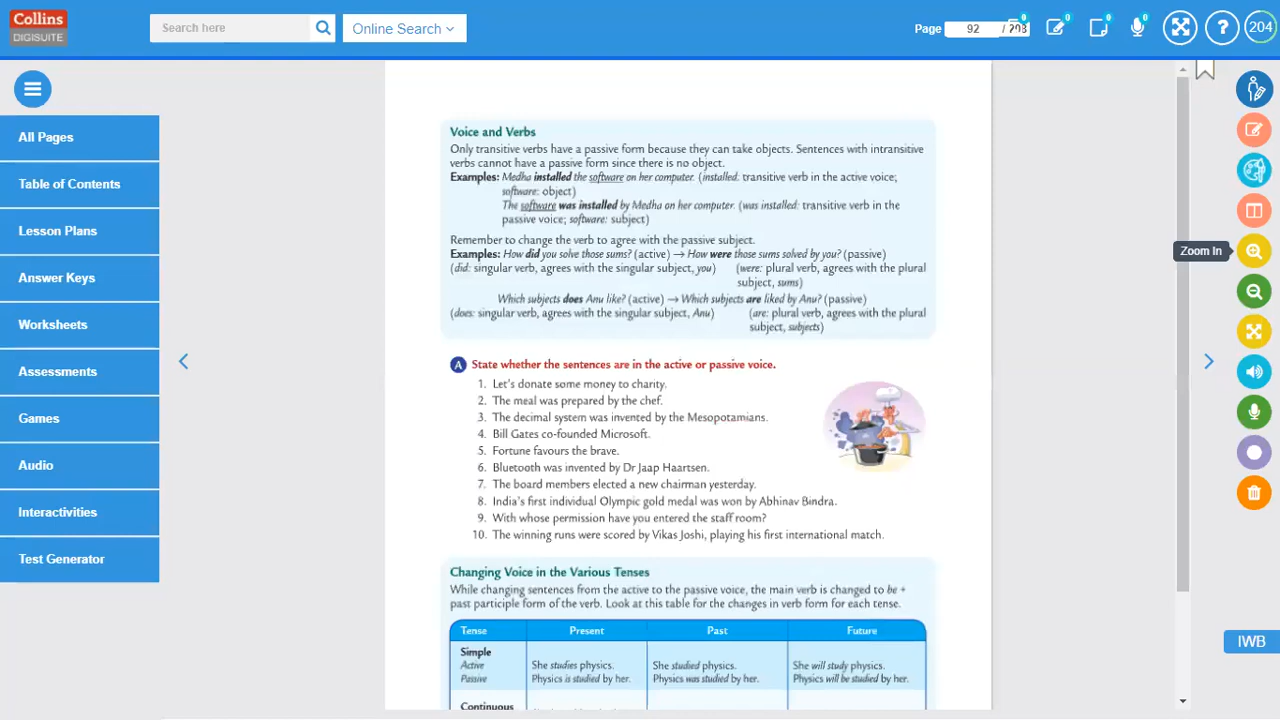 Collins
DIGISUITE
Search here
Online Search
Page 92 / 208
0 0 0 0
?
204
All Pages
Table of Contents
Lesson Plans
Answer Keys
Worksheets
Assessments
Games
Audio
Interactivities
Test Generator
Voice and Verbs
Only transitive verbs have a passive form because they can take objects. Sentences with intransitive
verbs cannot have a passive form since there is no object.
Examples: Medha installed the software on her computer. (installed: transitive verb in the active voice;
software: object)
The software was installed by Medha on her computer. (was installed: transitive verb in the
passive voice; software: subject)
Remember to change the verb to agree with the passive subject.
Examples: How did you solve those sums? (active) → How were those sums solved by you? (passive)
(did: singular verb, agrees with the singular subject, you) (were: plural verb, agrees with the plural
subject, sums)
Which subjects does Anu like? (active) → Which subjects are liked by Anu? (passive)
(does: singular verb, agrees with the singular subject, Anu) (are: plural verb, agrees with the plural
subject, subjects)
A State whether the sentences are in the active or passive voice.
1. Let's donate some money to charity.
2. The meal was prepared by the chef.
3. The decimal system was invented by the Mesopotamians.
4. Bill Gates co-founded Microsoft.
5. Fortune favours the brave.
6. Bluetooth was invented by Dr Jaap Haartsen.
7. The board members elected a new chairman yesterday.
8. India's first individual Olympic gold medal was won by Abhinav Bindra.
9. With whose permission have you entered the staff room?
10. The winning runs were scored by Vikas Joshi, playing his first international match.
Changing Voice in the Various Tenses
While changing sentences from the active to the passive voice, the main verb is changed to be +
past participle form of the verb. Look at this table for the changes in verb form for each tense.
Tense Present Past Future
Simple
Active She studies physics. She studied physics. She will study physics.
Passive Physics is studied by her. Physics was studied by her. Physics will be studied by her.
Continuous
Zoom In
IWB